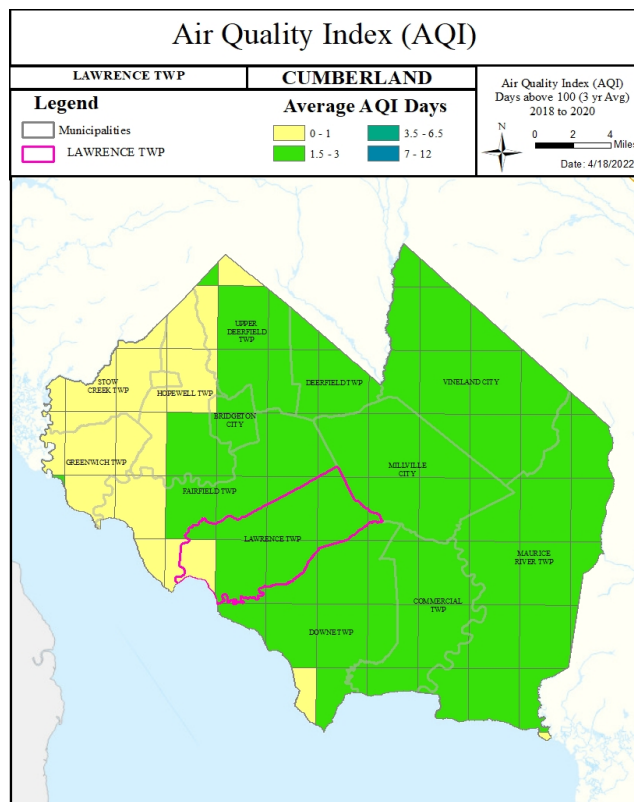 Air Quality Index (AQI)
LAWRENCE TWP
CUMBERLAND
Legend
Municipalities
LAWRENCE TWP
Average AQI Days
0 - 1
3.5 - 6.5
1.5 - 3
7 - 12
Air Quality Index (AQI)
Days above 100 (3 yr Avg)
2018 to 2020
N
0 2 4
Miles
Date: 4/18/2022
UPPER
DEERFIELD
TWP
STOW
CREEK TWP
HOPEWELL TWP
DEERFIELD TWP
VINELAND CITY
BRIDGETON
CITY
GREENWICH TWP
MILLVILLE
CITY
FAIRFIELD TWP
LAWRENCE TWP
MAURICE
RIVER TWP
COMMERCIAL
TWP
DOWNE TWP